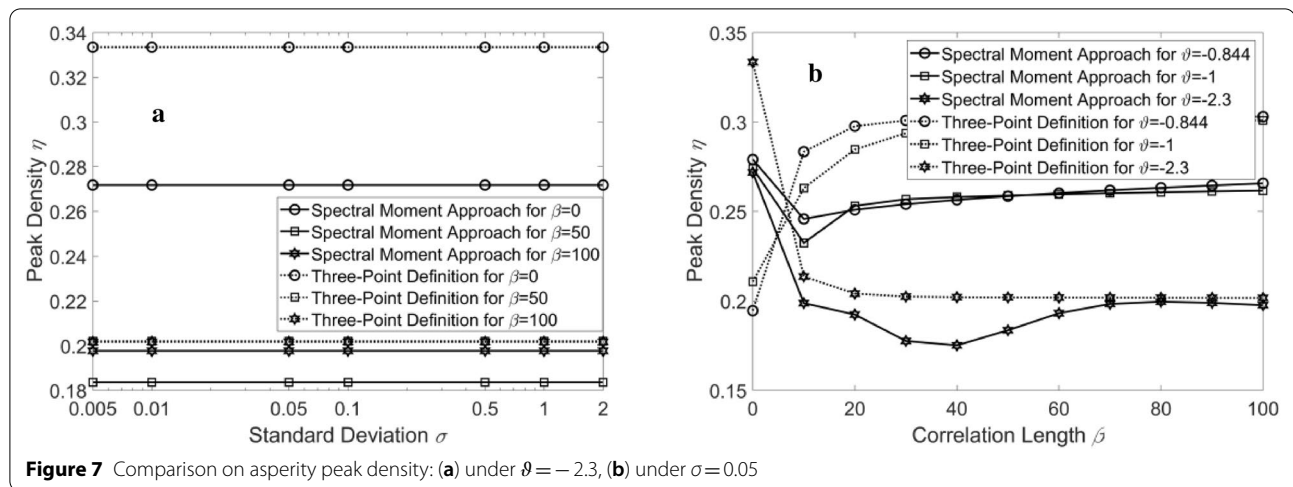 0.34
0.32
0.3
0.28
0.26
0.24
0.22
0.2
0.18
Peak Density η
a
Spectral Moment Approach for β=0
Spectral Moment Approach for β=50
Spectral Moment Approach for β=100
Three-Point Definition for β=0
Three-Point Definition for β=50
Three-Point Definition for β=100
0.005 0.01 0.05 0.1 0.5 1 2
Standard Deviation σ
0.35
0.3
0.25
0.2
0.15
Peak Density η
b
Spectral Moment Approach for ϑ=-0.844
Spectral Moment Approach for ϑ=-1
Spectral Moment Approach for ϑ=-2.3
Three-Point Definition for ϑ=-0.844
Three-Point Definition for ϑ=-1
Three-Point Definition for ϑ=-2.3
0 20 40 60 80 100
Correlation Length β
Figure 7 Comparison on asperity peak density: (a) under ϑ = − 2.3, (b) under σ = 0.05